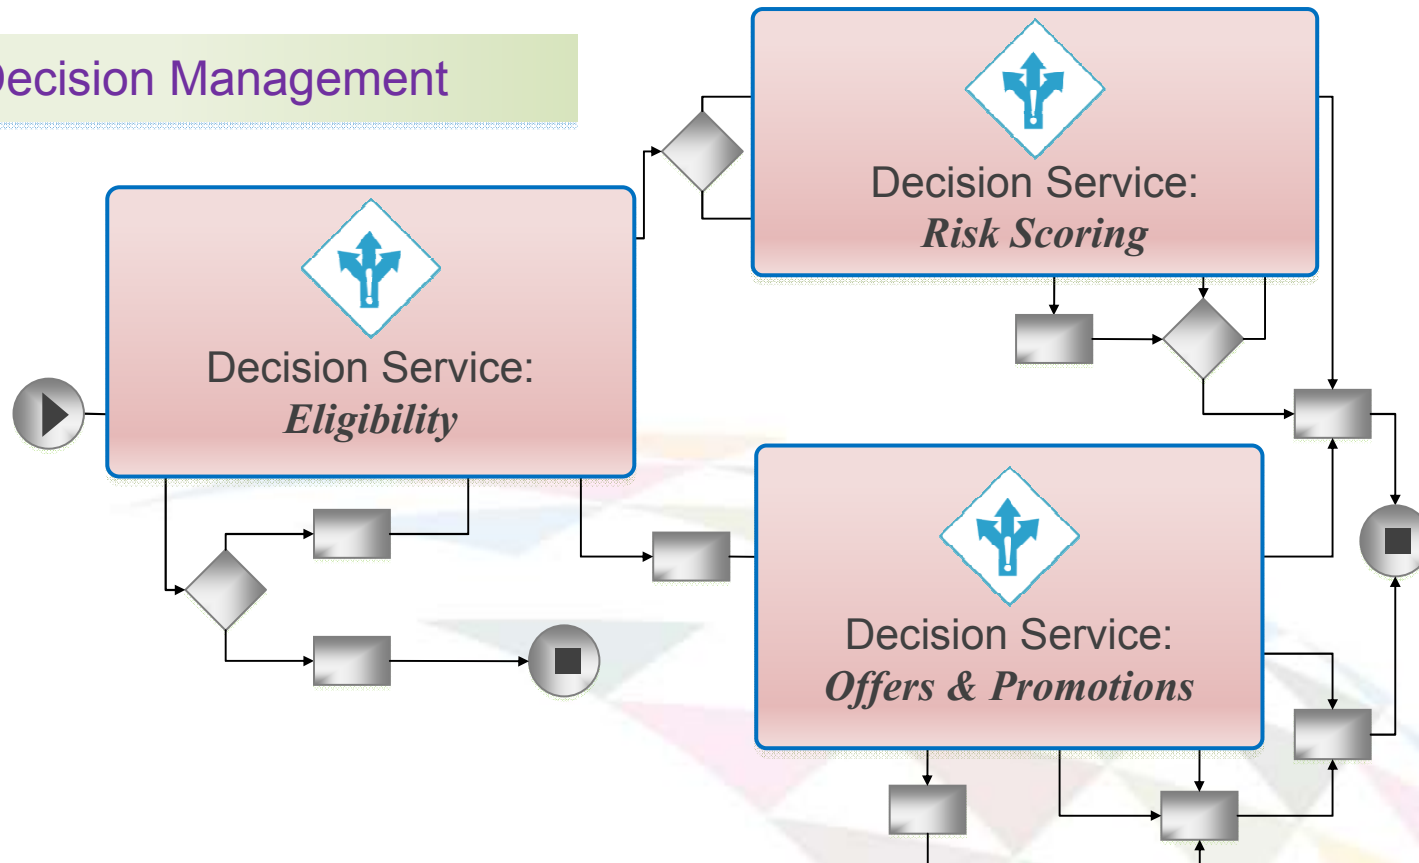 ecision Management
Decision Service:
Risk Scoring
Decision Service:
Eligibility
Decision Service:
Offers & Promotions